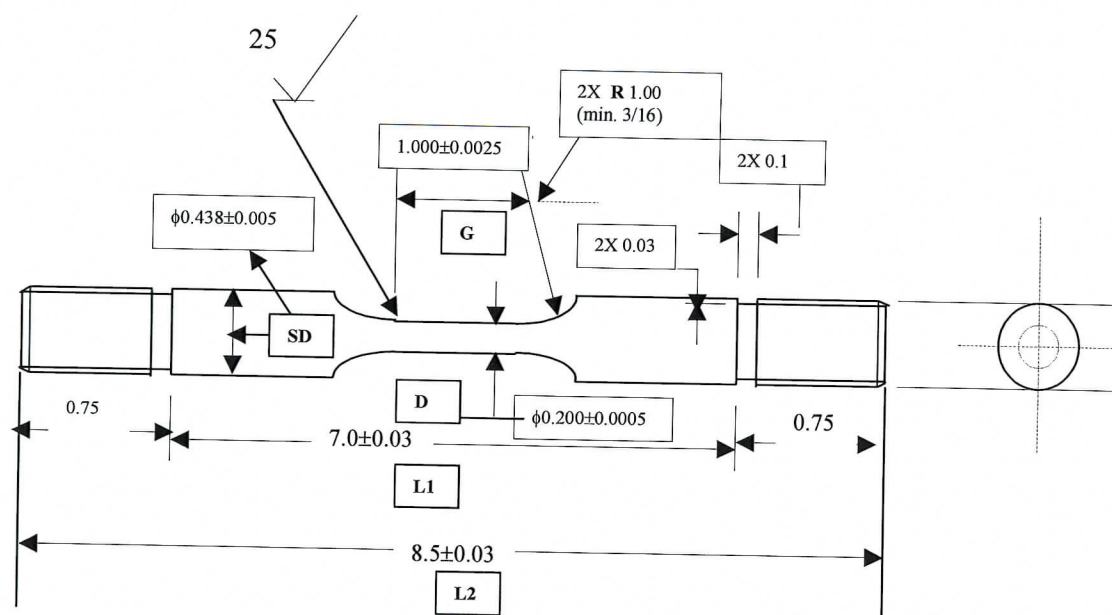 25
2X R 1.00
(min. 3/16)
1.000±0.0025
2X 0.1
ϕ0.438±0.005
G
2X 0.03
SD
D
0.75
ϕ0.200±0.0005
0.75
7.0±0.03
L1
8.5±0.03
L2